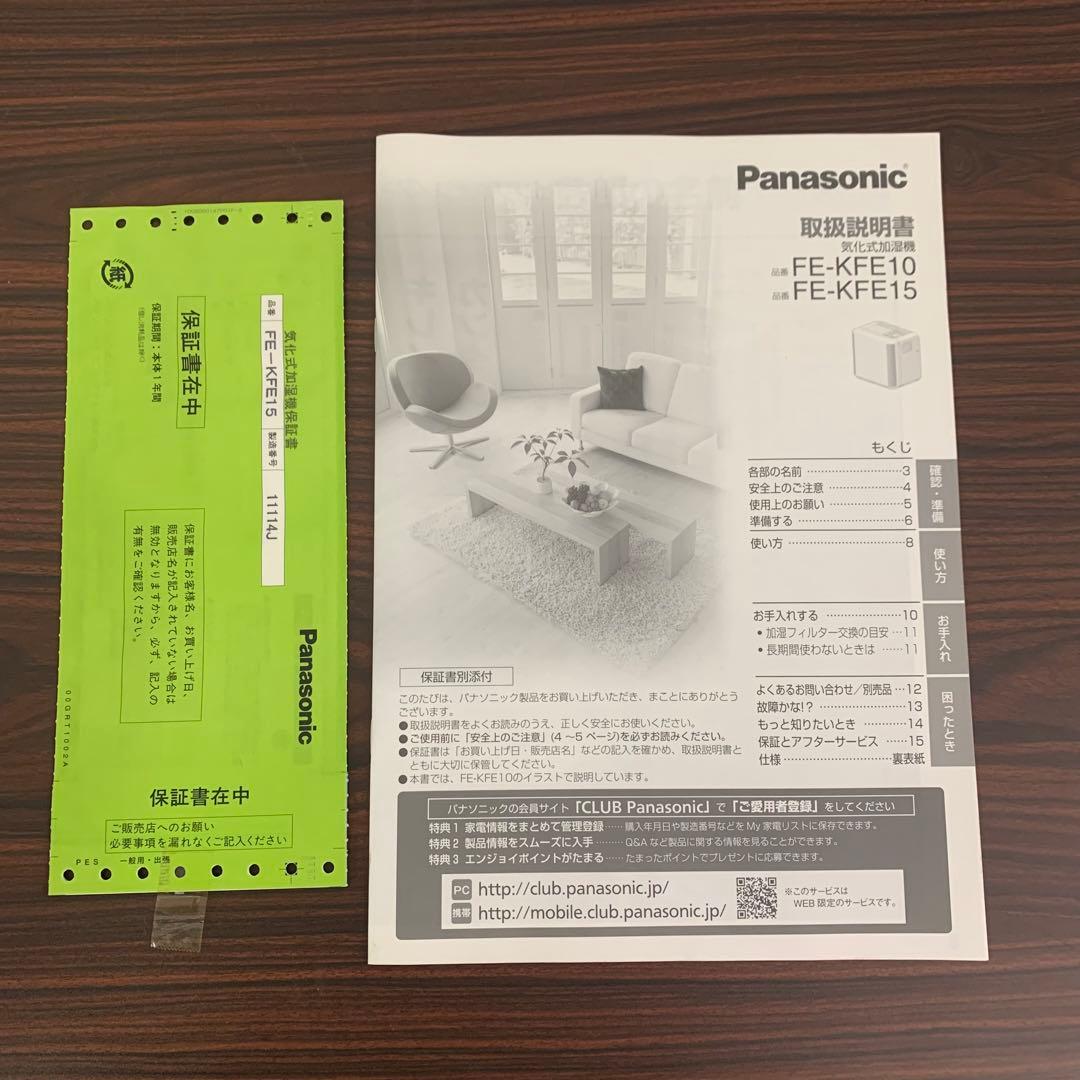 紙
保証書在中
保証期間：本体1年間
気化式加湿機保証書
品番 FE-KFE15 製造番号 11114J
保証書にお客様名、お買い上げ日、
販売店名が記入されていない場合は
無効となりますから、必ず、記入の
有無をご確認ください。
Panasonic
00GRT1002A
保証書在中
ご販売店へのお願い
必要事項を漏れなくご記入ください
PES 一般用・出張
Panasonic®
取扱説明書
気化式加湿機
品番 FE-KFE10
品番 FE-KFE15
もくじ
確認・準備
各部の名前 …………………… 3
安全上のご注意 ……………… 4
使用上のお願い ……………… 5
準備する ……………………… 6
使い方
使い方 ………………………… 8
お手入れ
お手入れする ………………… 10
● 加湿フィルター交換の目安 … 11
● 長期間使わないときは …… 11
困ったとき
よくあるお問い合わせ／別売品 … 12
故障かな!? …………………… 13
もっと知りたいとき ………… 14
保証とアフターサービス …… 15
仕様 ………………………… 裏表紙
保証書別添付
このたびは、パナソニック製品をお買い上げいただき、まことにありがとう
ございます。
● 取扱説明書をよくお読みのうえ、正しく安全にお使いください。
● ご使用前に「安全上のご注意」(4 〜5 ページ)を必ずお読みください。
● 保証書は「お買い上げ日・販売店名」などの記入を確かめ、取扱説明書と
ともに大切に保管してください。
● 本書では、FE-KFE10のイラストで説明しています。
パナソニックの会員サイト「CLUB Panasonic」で「ご愛用者登録」をしてください
特典1 家電情報をまとめて管理登録…… 購入年月日や製造番号などを My 家電リストに保存できます。
特典2 製品情報をスムーズに入手……… Q&A など製品に関する情報を見ることができます。
特典3 エンジョイポイントがたまる…… たまったポイントでプレゼントに応募できます。
PC http://club.panasonic.jp/
携帯 http://mobile.club.panasonic.jp/
※このサービスは
WEB 限定のサービスです。